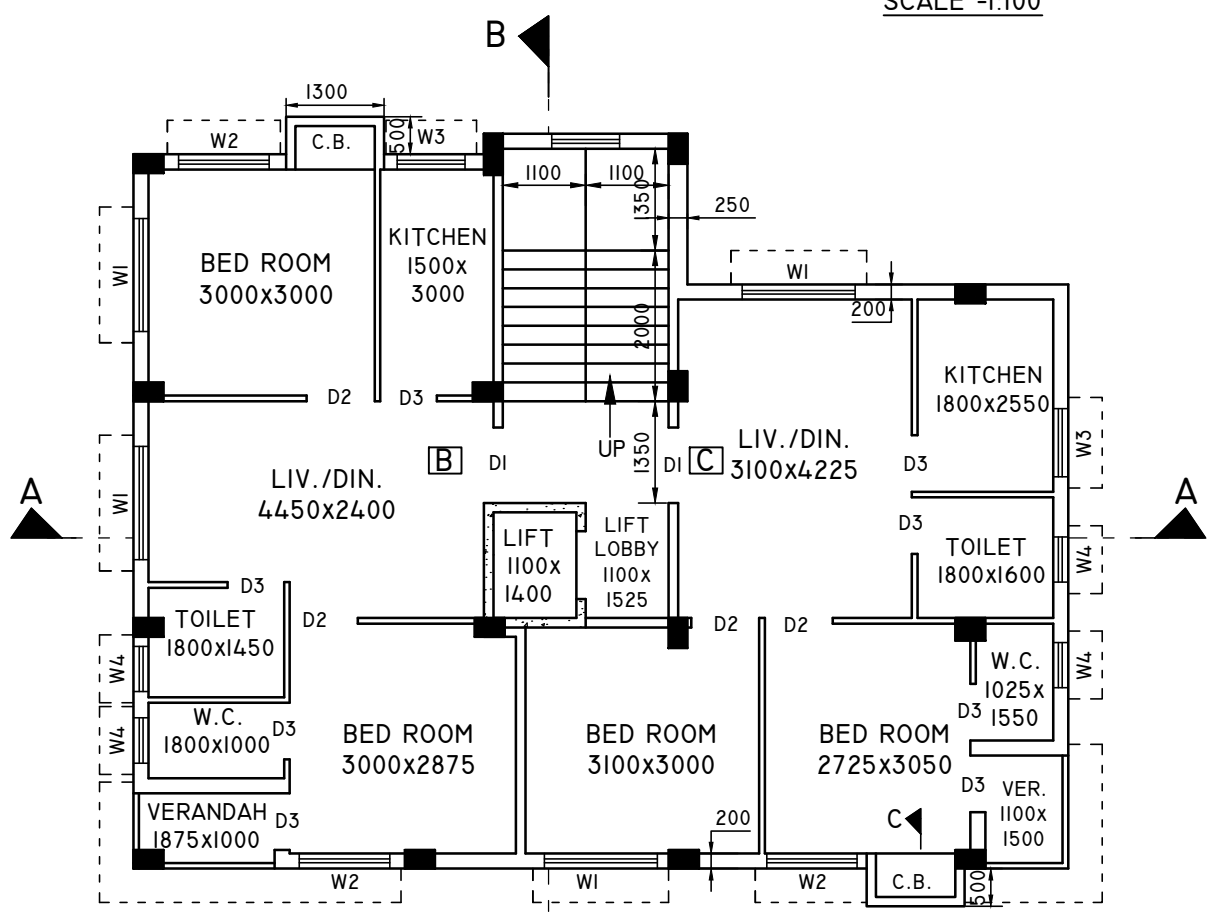 SCALE -1:100
B
1300
W2
C.B.
500
W3
1100
1100
1350
250
W1
BED ROOM
3000x3000
KITCHEN
1500x
3000
W1
200
2000
KITCHEN
1800x2550
W3
D2
D3
UP
1350
B
D1
D1
C
LIV./DIN.
3100x4225
D3
LIV./DIN.
4450x2400
W1
A
A
LIFT
1100x
1400
LIFT
LOBBY
1100x
1525
D3
TOILET
1800x1600
W4
D3
TOILET
1800x1450
W4
D2
D2
D2
W.C.
1025x
1550
W4
D3
W.C.
1800x1000
W4
D3
BED ROOM
3000x2875
BED ROOM
3100x3000
BED ROOM
2725x3050
D3
VER.
1100x
1500
VERANDAH
1875x1000
D3
200
C
W2
W1
W2
C.B.
500